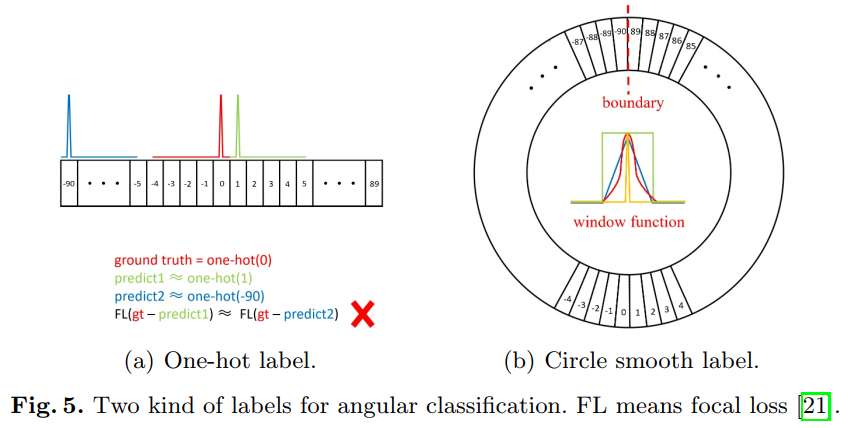 -90 • • • -5 -4 -3 -2 -1 0 1 2 3 4 5 • • • 89
ground truth = one-hot(0)
predict1 ≈ one-hot(1)
predict2 ≈ one-hot(-90)
FL(gt – predict1) ≈ FL(gt – predict2)
(a) One-hot label.
-87 -88 -89 -90 89 88 87 86 85
• • •
• • •
boundary
window function
-4 -3 -2 -1 0 1 2 3 4
(b) Circle smooth label.
Fig. 5. Two kind of labels for angular classification. FL means focal loss [21].